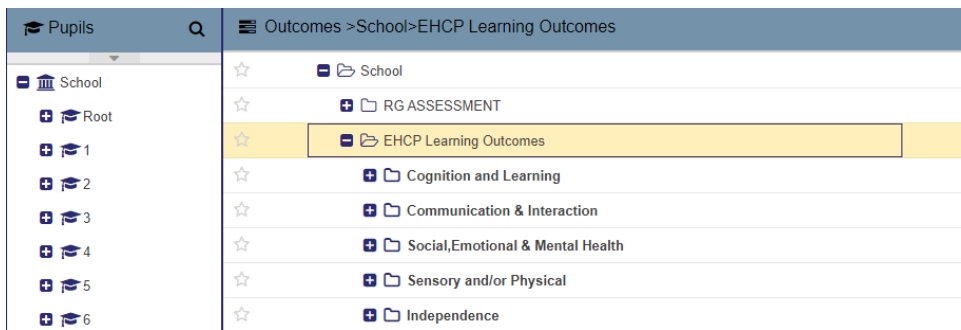 Pupils
School
Root
1
2
3
4
5
6
Outcomes >School>EHCP Learning Outcomes
School
RG ASSESSMENT
EHCP Learning Outcomes
Cognition and Learning
Communication & Interaction
Social,Emotional & Mental Health
Sensory and/or Physical
Independence